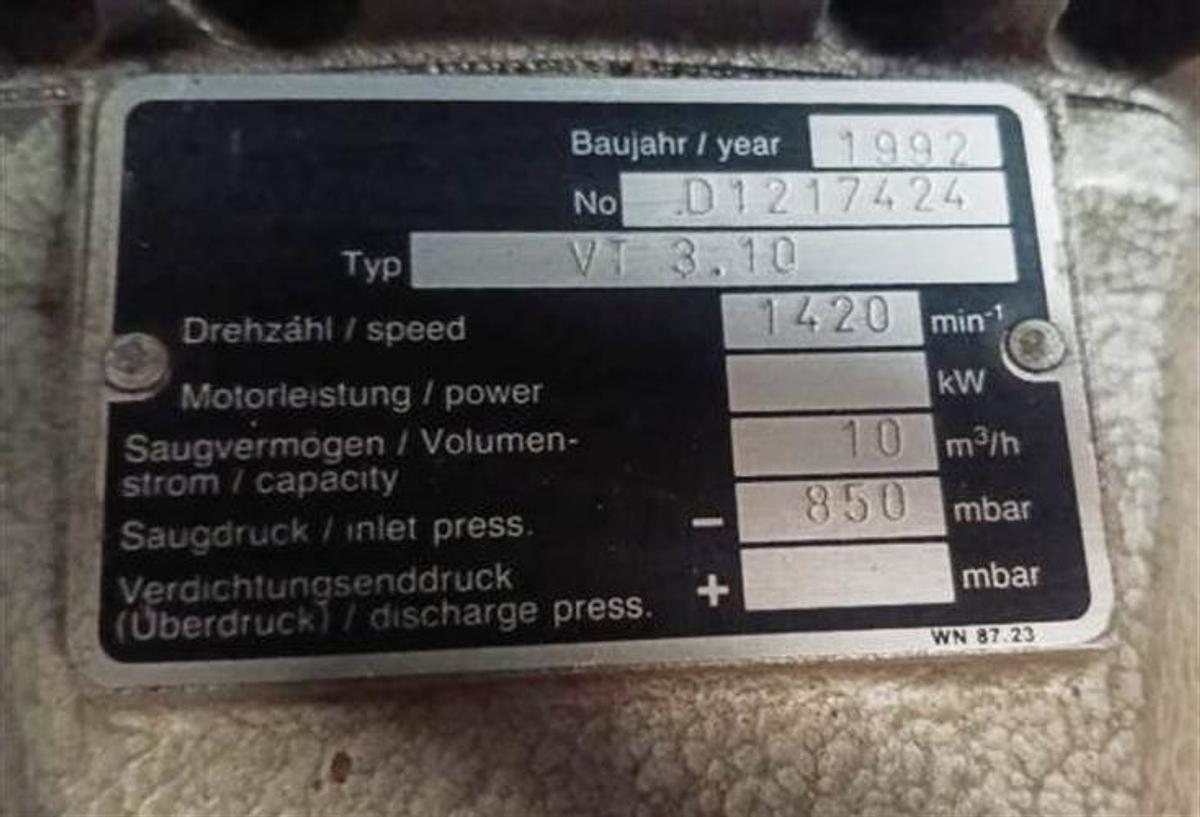 Baujahr / year 1992
No D1217424
Typ VT 3.10
Drehzahl / speed 1420 min⁻¹
Motorleistung / power kW
Saugvermögen / Volumen-
strom / capacity 10 m³/h
Saugdruck / inlet press. – 850 mbar
Verdichtungsenddruck
(Überdruck) / discharge press. + mbar
WN 87.23